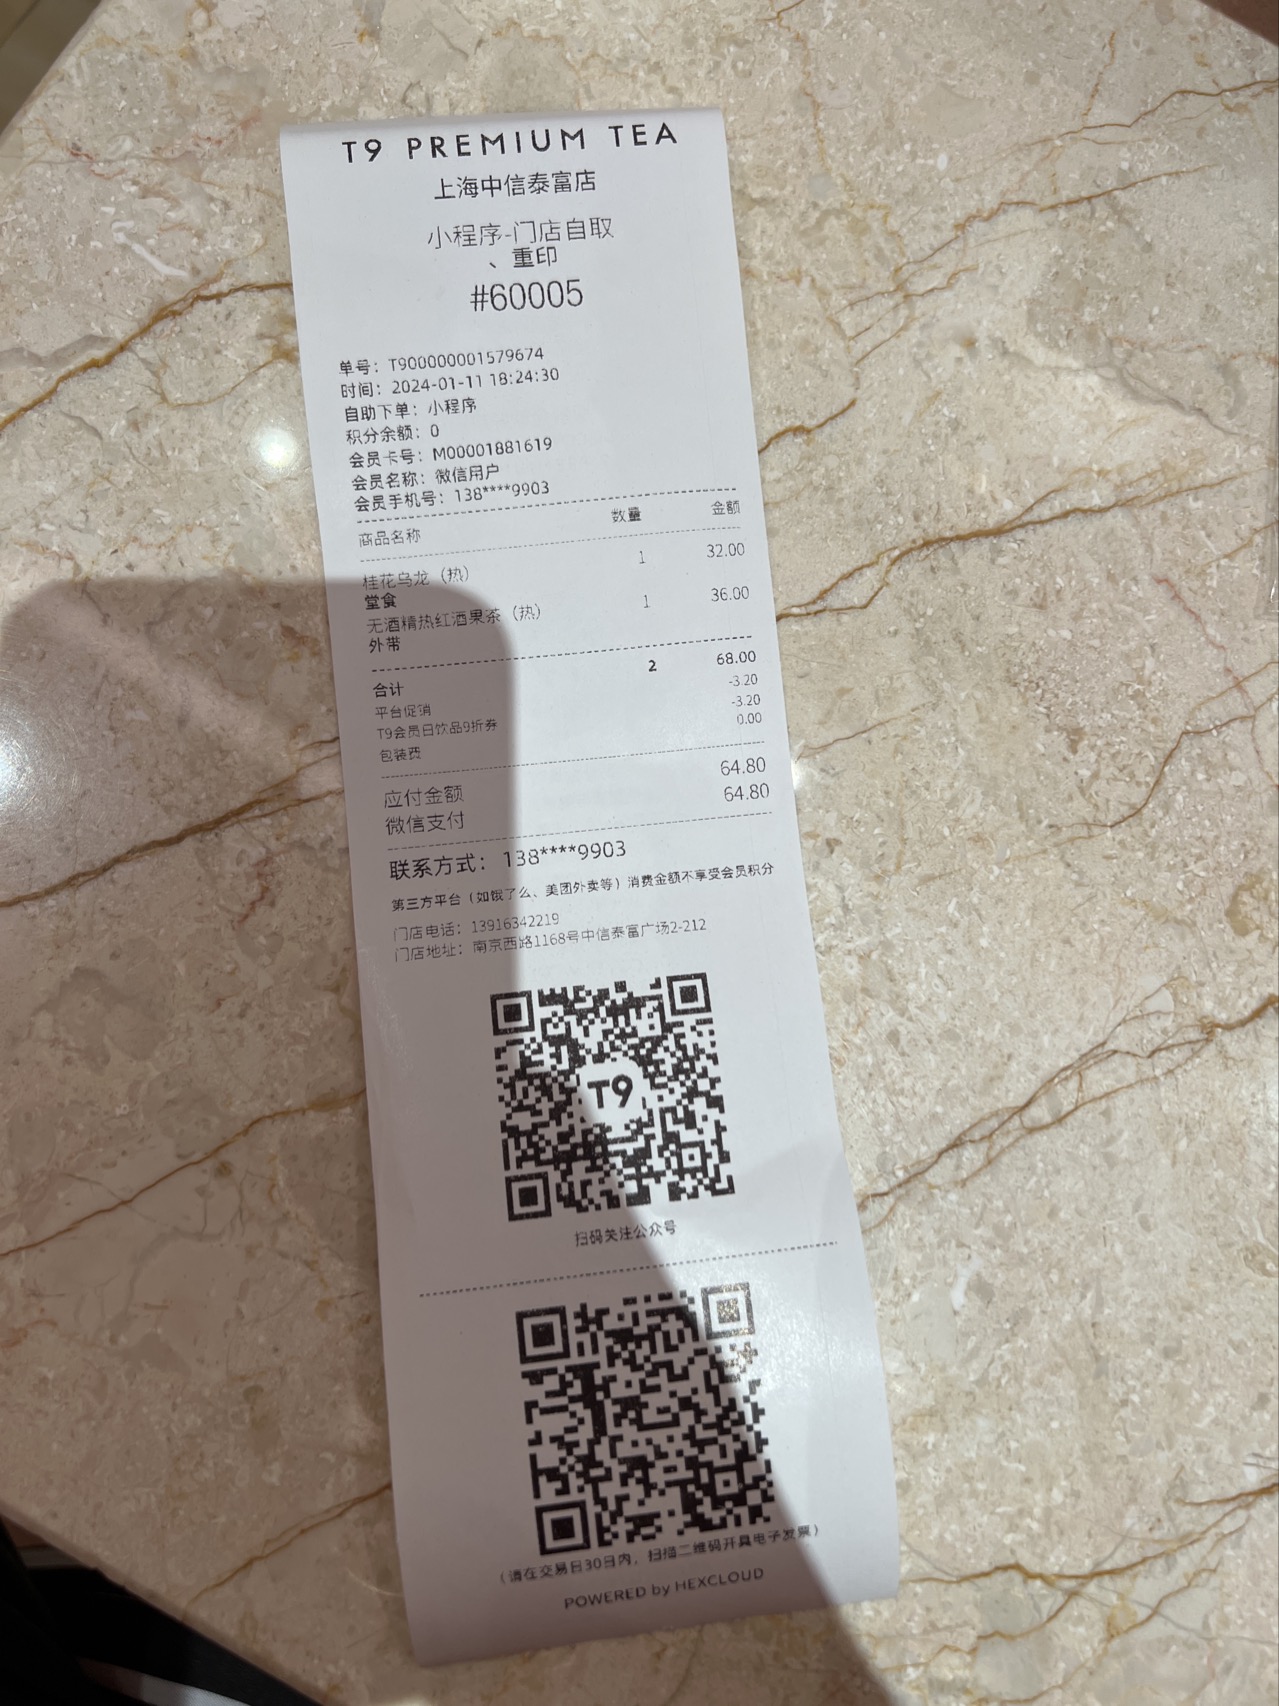 T9 PREMIUM TEA
上海中信泰富店
小程序-门店自取
、重印
#60005
单号：T900000001579674
时间：2024-01-11 18:24:30
自助下单：小程序
积分余额：0
会员卡号：M00001881619
会员名称：微信用户
会员手机号：138****9903
商品名称 数量 金额
桂花乌龙（热） 1 32.00
堂食
无酒精热红酒果茶（热） 1 36.00
外带
合计 2 68.00
平台促销 -3.20
T9会员日饮品9折券 -3.20
包装费 0.00
应付金额 64.80
微信支付 64.80
联系方式：138****9903
第三方平台（如饿了么、美团外卖等）消费金额不享受会员积分
门店电话：13916342219
门店地址：南京西路1168号中信泰富广场2-212
T9
扫码关注公众号
（请在交易日30日内，扫描二维码开具电子发票）
POWERED by HEXCLOUD